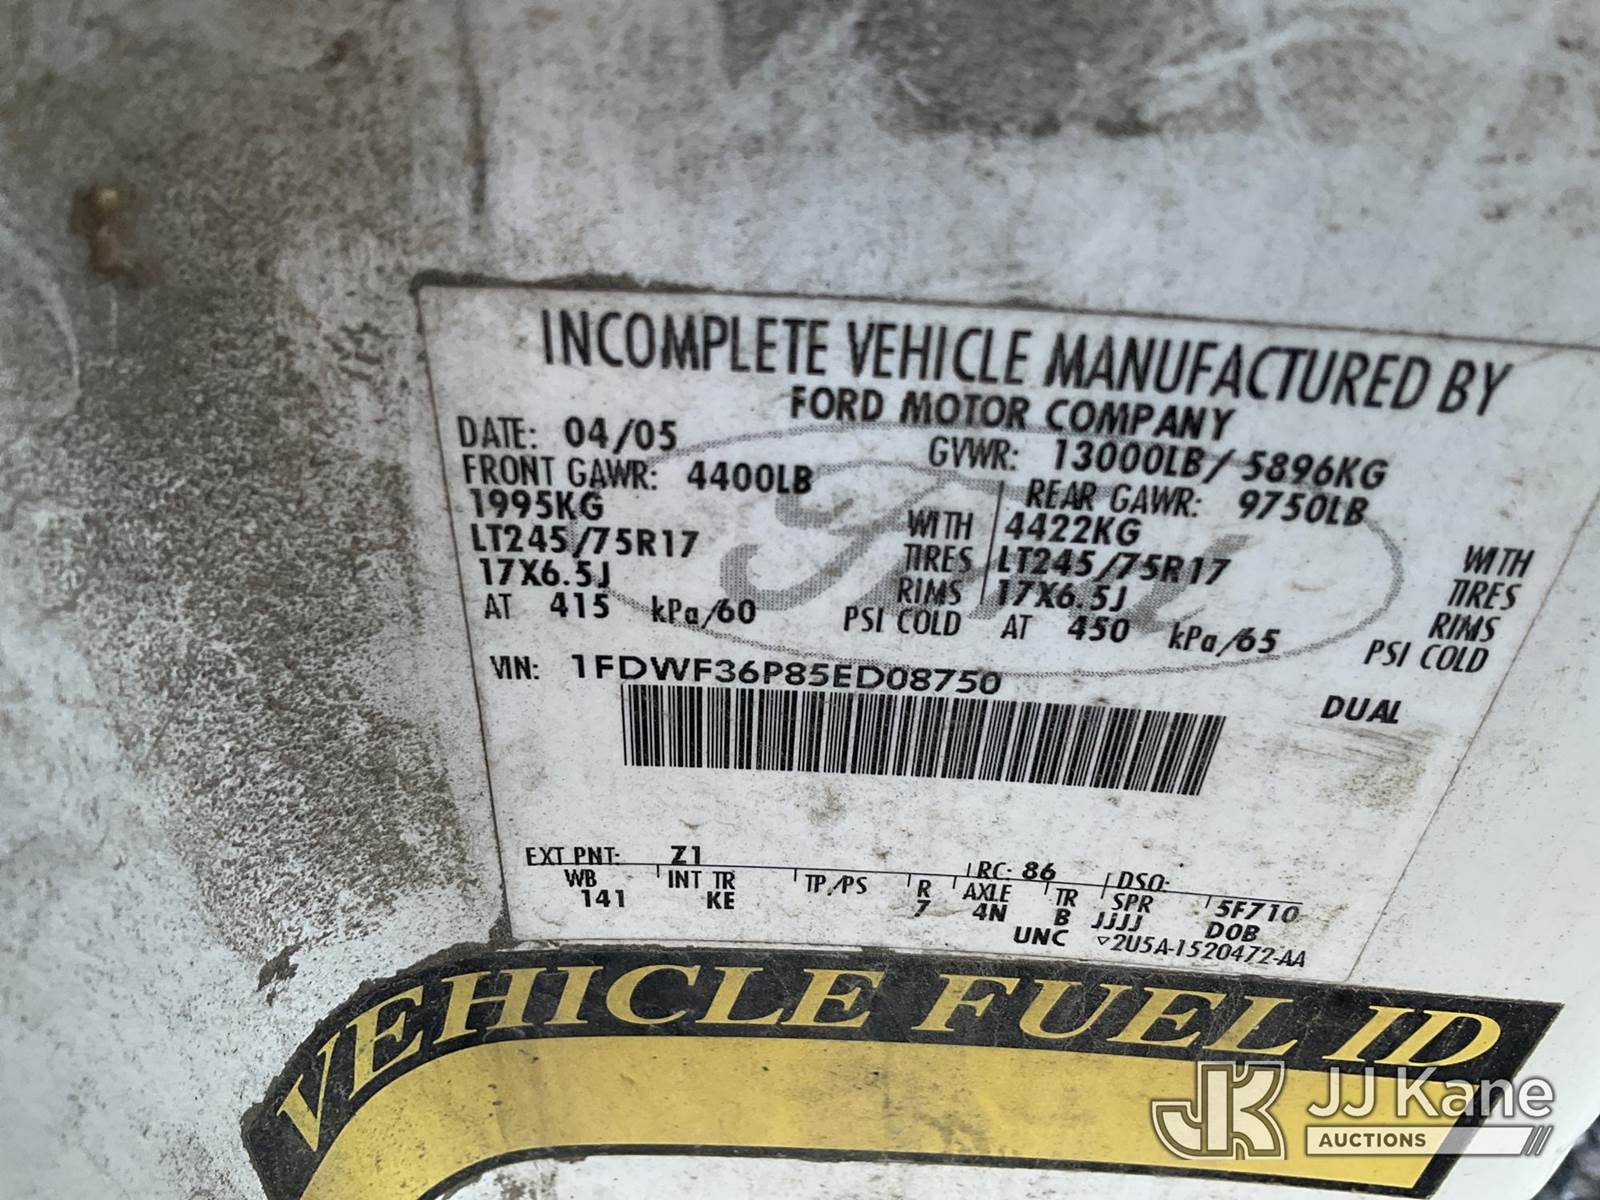 INCOMPLETE VEHICLE MANUFACTURED BY
FORD MOTOR COMPANY
DATE: 04/05 GVWR: 13000LB / 5896KG
FRONT GAWR: 4400LB REAR GAWR: 9750LB
1995KG WITH 4422KG WITH
LT245/75R17 TIRES LT245/75R17 TIRES
17X6.5J RIMS 17X6.5J RIMS
AT 415 kPa/60 PSI COLD AT 450 kPa/65 PSI COLD
VIN: 1FDWF36P85ED08750 DUAL
EXT PNT: Z1 RC: 86 DSO:
WB INT TR TP/PS R AXLE TR SPR 5F710
141 KE 7 4N B JJJJ DOB
UNC ▽2U5A-1520472-AA
VEHICLE FUEL ID
JK JJ Kane
AUCTIONS